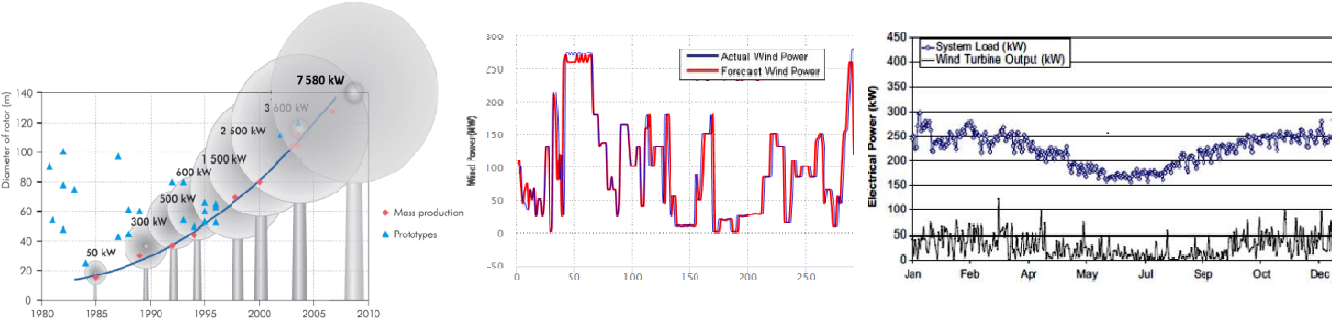 7 580 kW
3 600 kW
2 500 kW
1 500 kW
600 kW
500 kW
300 kW
50 kW
Diameter of rotor (m)
140
120
100
80
60
40
20
0
1980
1985
1990
1995
2000
2005
2010
Mass production
Prototypes
300
250
200
150
100
50
0
-50
Wind Power(kW)
Actual Wind Power
Forecast Wind Power
0
50
100
150
200
250
Electrical Power (kW)
450
400
350
300
250
200
150
100
50
0
System Load (kW)
Wind Turbine Output (kW)
Jan
Feb
Apr
May
Jul
Sep
Oct
Dec